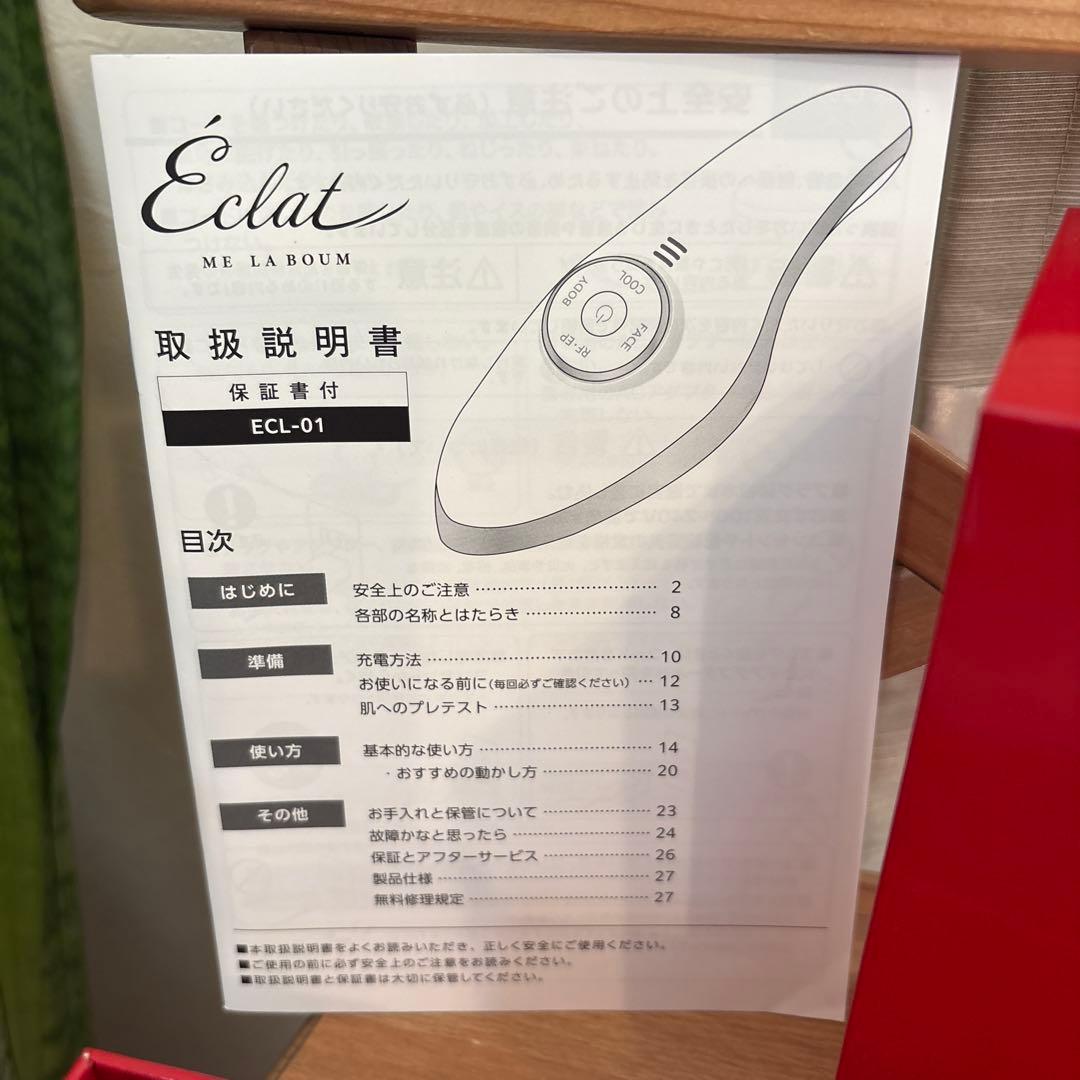 Éclat
ME LA BOUM
取扱説明書
保証書付
ECL-01
BODY
COOL
FACE
RF・EP
目次
はじめに
安全上のご注意 2
各部の名称とはたらき 8
準備
充電方法 10
お使いになる前に(毎回必ずご確認ください) 12
肌へのプレテスト 13
使い方
基本的な使い方 14
・おすすめの動かし方 20
その他
お手入れと保管について 23
故障かなと思ったら 24
保証とアフターサービス 26
製品仕様 27
無料修理規定 27
■本取扱説明書をよくお読みいただき、正しく安全にご使用ください。
■ご使用の前に必ず安全上のご注意をお読みください。
■取扱説明書と保証書は大切に保管してください。